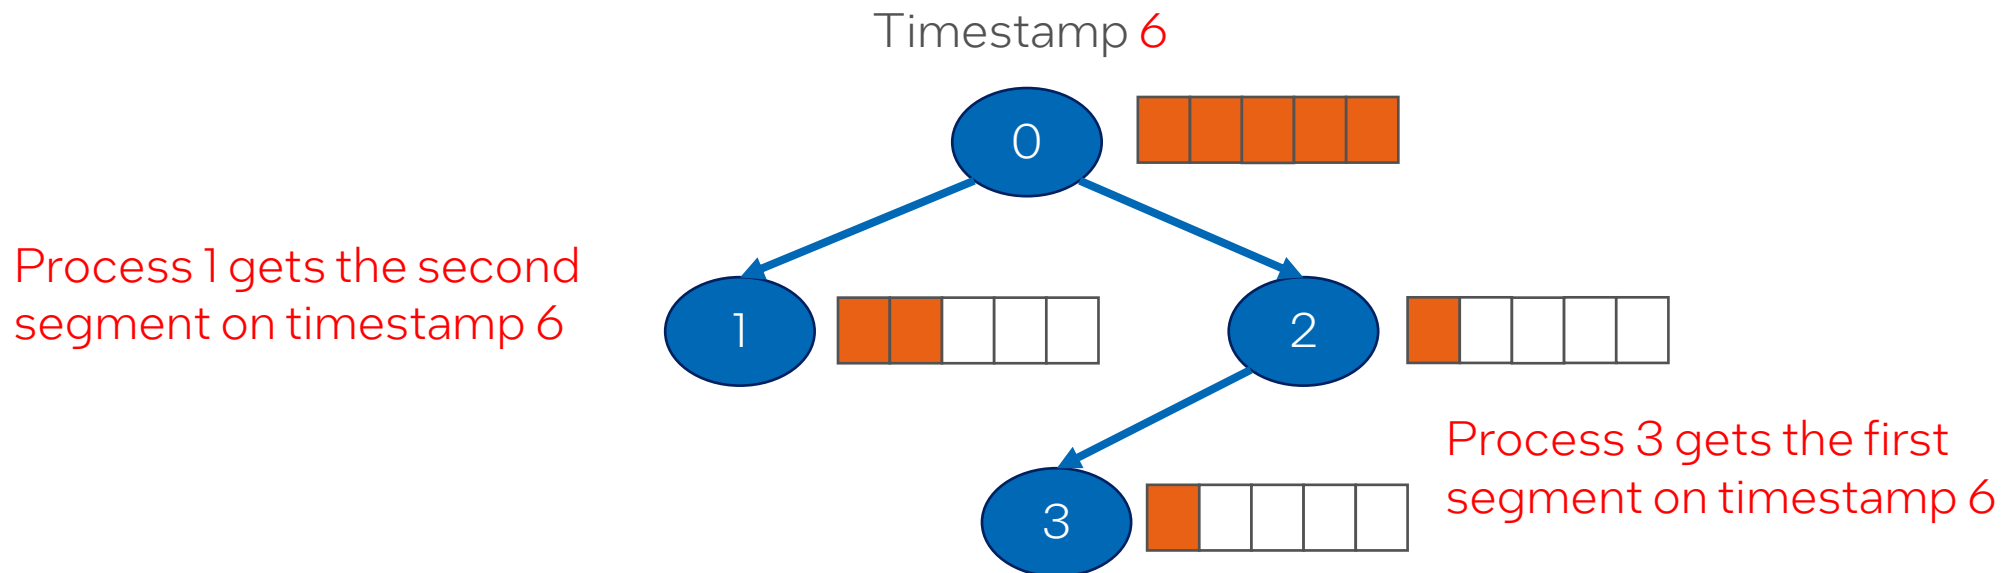 Timestamp 6
0
Process 1 gets the second
segment on timestamp 6
1
2
Process 3 gets the first
segment on timestamp 6
3